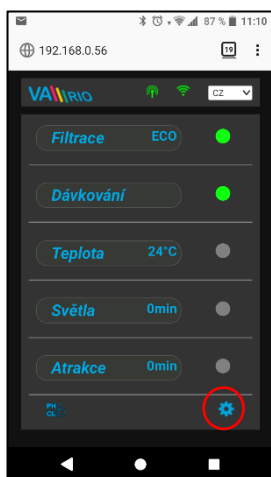 87 % 11:10
192.168.0.56 19
VA RIO CZ
Filtrace ECO
Dávkování
Teplota 24°C
Světla 0min
Atrakce 0min
PH
CL